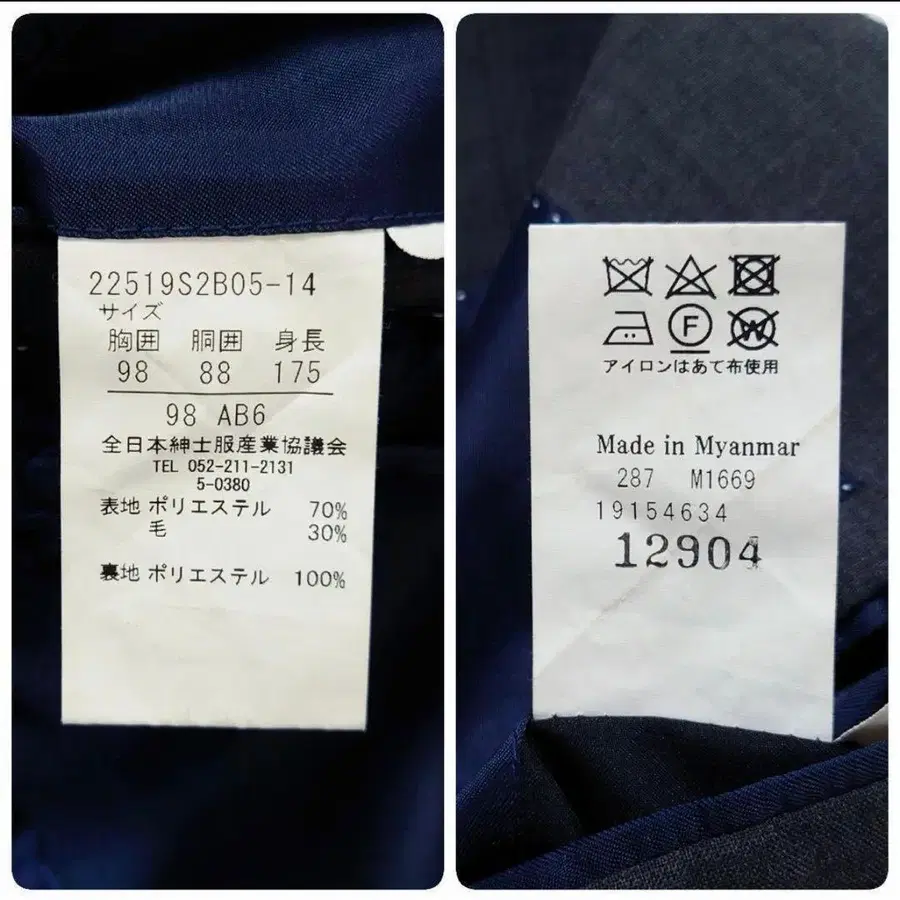 22519S2B05-14
サイズ
胸囲 胴囲 身長
98 88 175
98 AB6
全日本紳士服産業協議会
TEL 052-211-2131
5-0380
表地 ポリエステル 70%
毛 30%
裏地 ポリエステル 100%
F W
アイロンはあて布使用
Made in Myanmar
287 M1669
19154634
12904